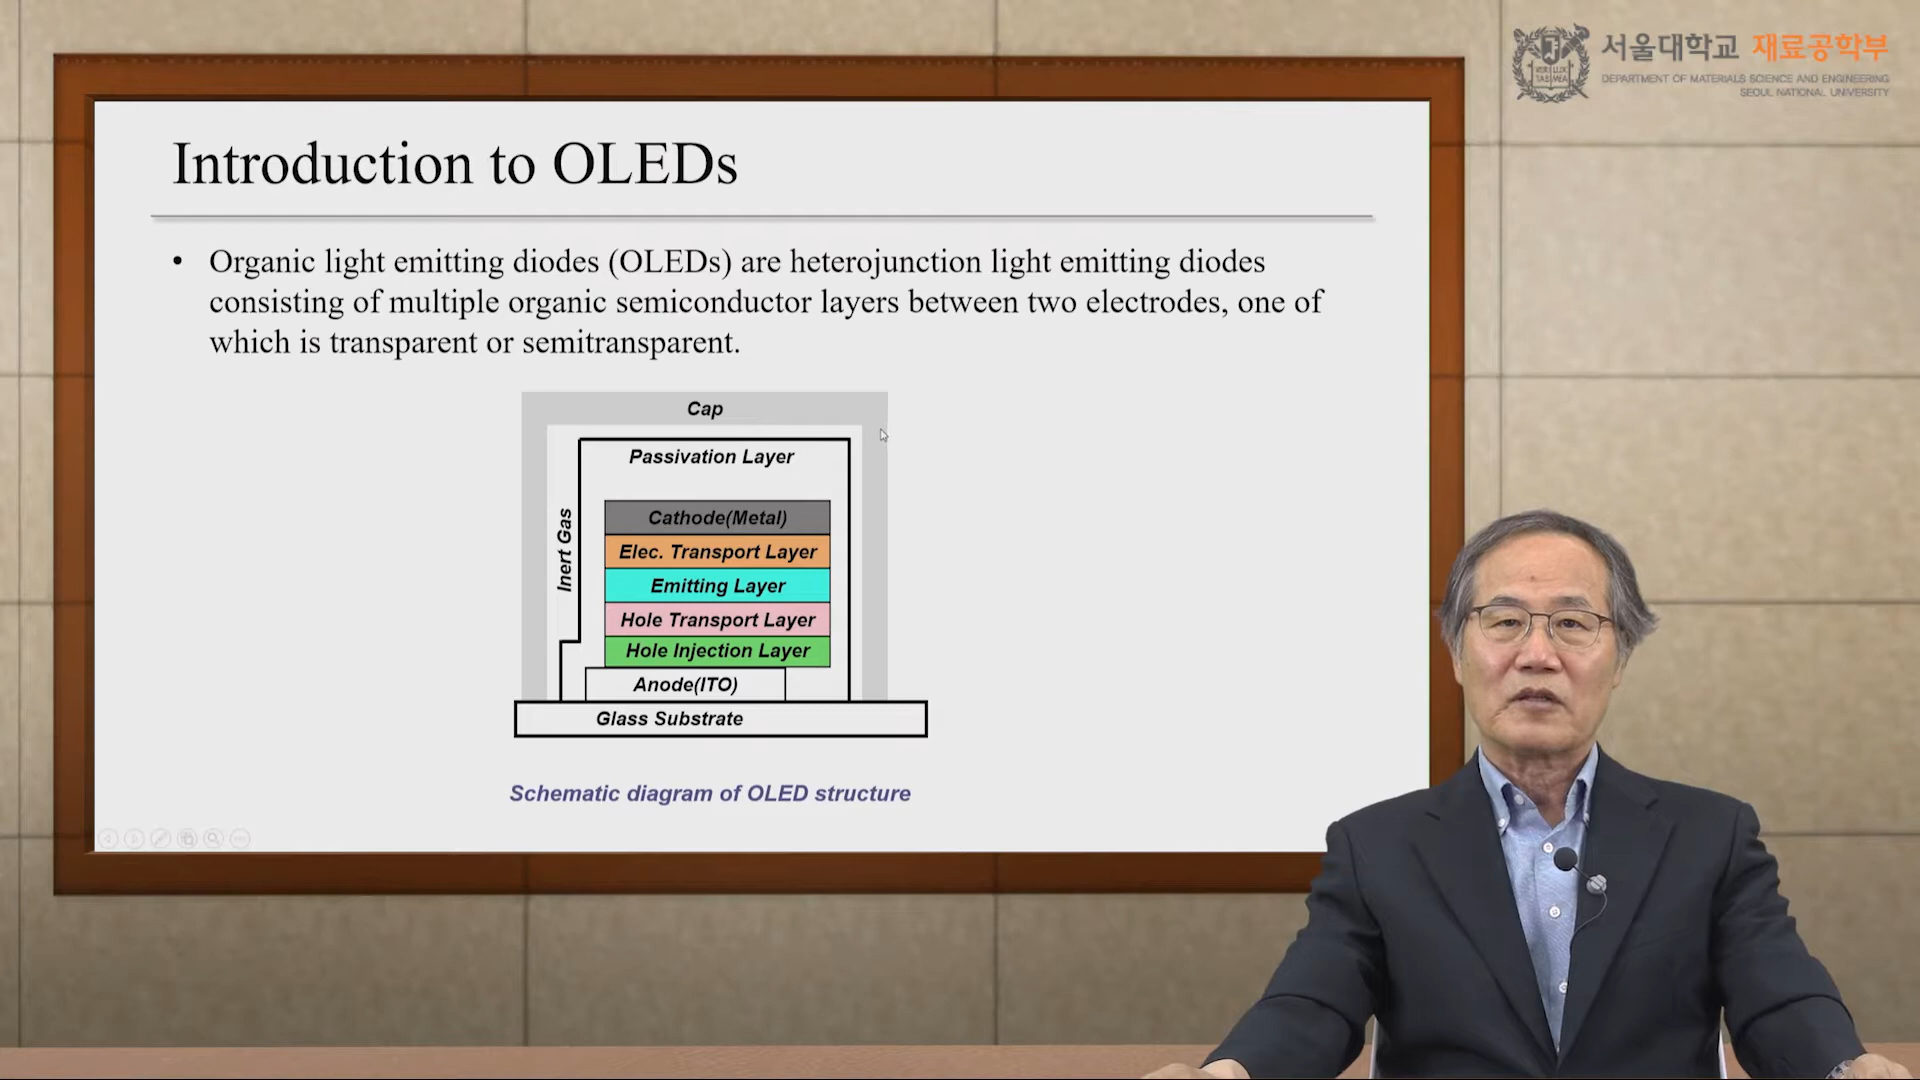 서울대학교 재료공학부
DEPARTMENT OF MATERIALS SCIENCE AND ENGINEERING
SEOUL NATIONAL UNIVERSITY
Introduction to OLEDs
• Organic light emitting diodes (OLEDs) are heterojunction light emitting diodes
consisting of multiple organic semiconductor layers between two electrodes, one of
which is transparent or semitransparent.
Cap
Passivation Layer
Inert Gas
Cathode(Metal)
Elec. Transport Layer
Emitting Layer
Hole Transport Layer
Hole Injection Layer
Anode(ITO)
Glass Substrate
Schematic diagram of OLED structure